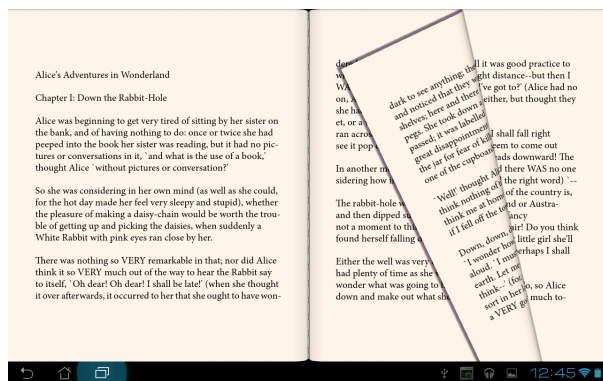 Alice's Adventures in Wonderland
Chapter I: Down the Rabbit-Hole
Alice was beginning to get very tired of sitting by her sister on
the bank, and of having nothing to do: once or twice she had
peeped into the book her sister was reading, but it had no pic-
tures or conversations in it, `and what is the use of a book,'
thought Alice `without pictures or conversation?'
So she was considering in her own mind (as well as she could,
for the hot day made her feel very sleepy and stupid), whether
the pleasure of making a daisy-chain would be worth the trou-
ble of getting up and picking the daisies, when suddenly a
White Rabbit with pink eyes ran close by her.
There was nothing so VERY remarkable in that; nor did Alice
think it so VERY much out of the way to hear the Rabbit say
to itself, `Oh dear! Oh dear! I shall be late!' (when she thought
it over afterwards, it occurred to her that she ought to have won-
on,
she
et, or
ran
see it pop
In another
sidering how
The rabbit-hole
and then dipped
not a moment to
found herself falling
Either the well was very
had plenty of time as she
wonder what was going to
down and make out what
dark to see anything;
and noticed that they
shelves; here and there
pegs. She took down
passed; it was labelled
great disappointment
the jar for fear of
one of the
`Well!' thought
think nothing of
think me at home
if I fell off the
Down, down,
`I wonder how
aloud. `I
earth. Let me
think--' (for,
sort in her
a VERY
it was good practice to
distance--but then I
got to?' (Alice had no
either, but thought they
I shall fall right
to come out
downward! The
there WAS no one
the right word) `--
of the country is,
or Austra-
Do you think
little girl she'll
perhaps I shall
so Alice
much to-
12:45